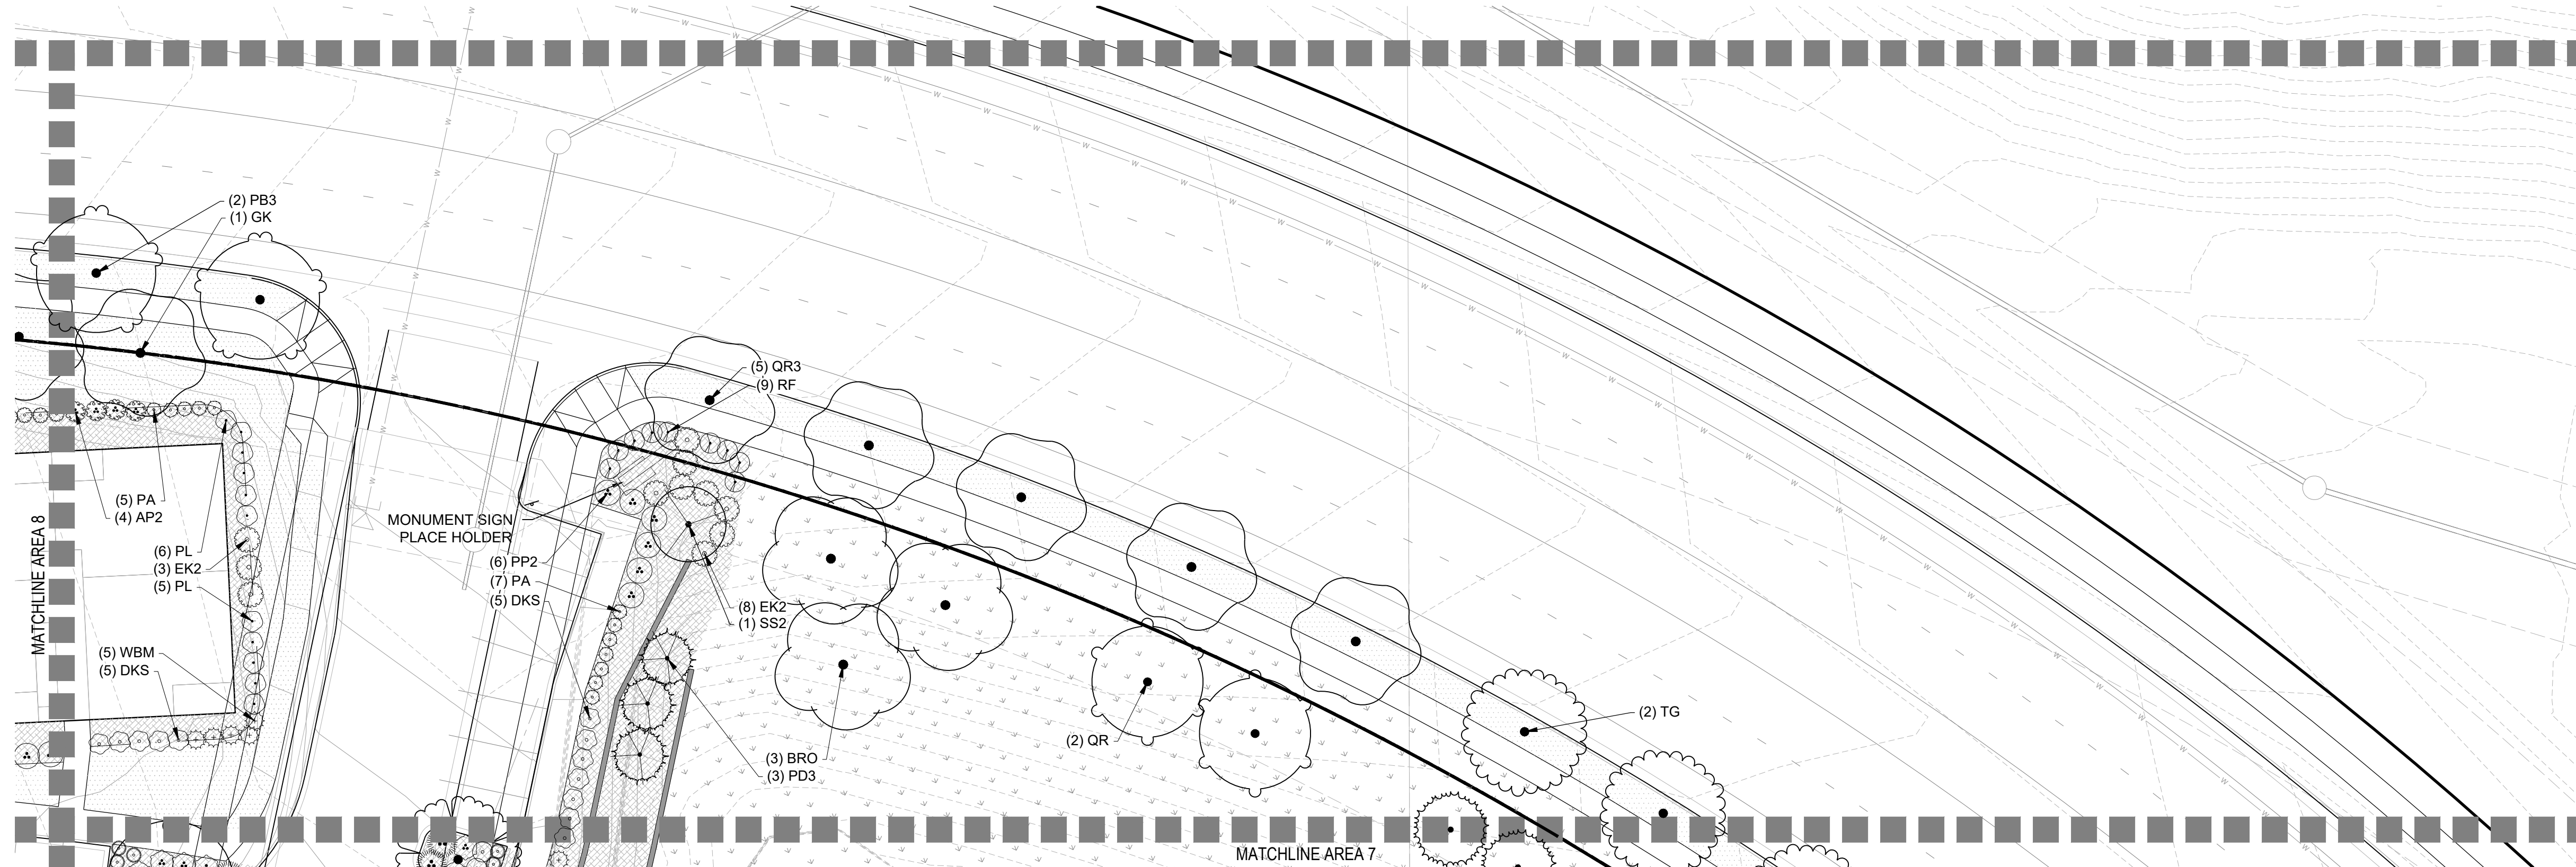 (2) PB3
(1) GK
(5) QR3
(9) RF
(5) PA
(4) AP2
MATCHLINE AREA 8
MONUMENT SIGN
PLACE HOLDER
(6) PL
(3) EK2
(5) PL
(6) PP2
(7) PA
(5) DKS
(8) EK2
(1) SS2
(5) WBM
(5) DKS
(3) BRO
(3) PD3
(2) QR
(2) TG
MATCHLINE AREA 7